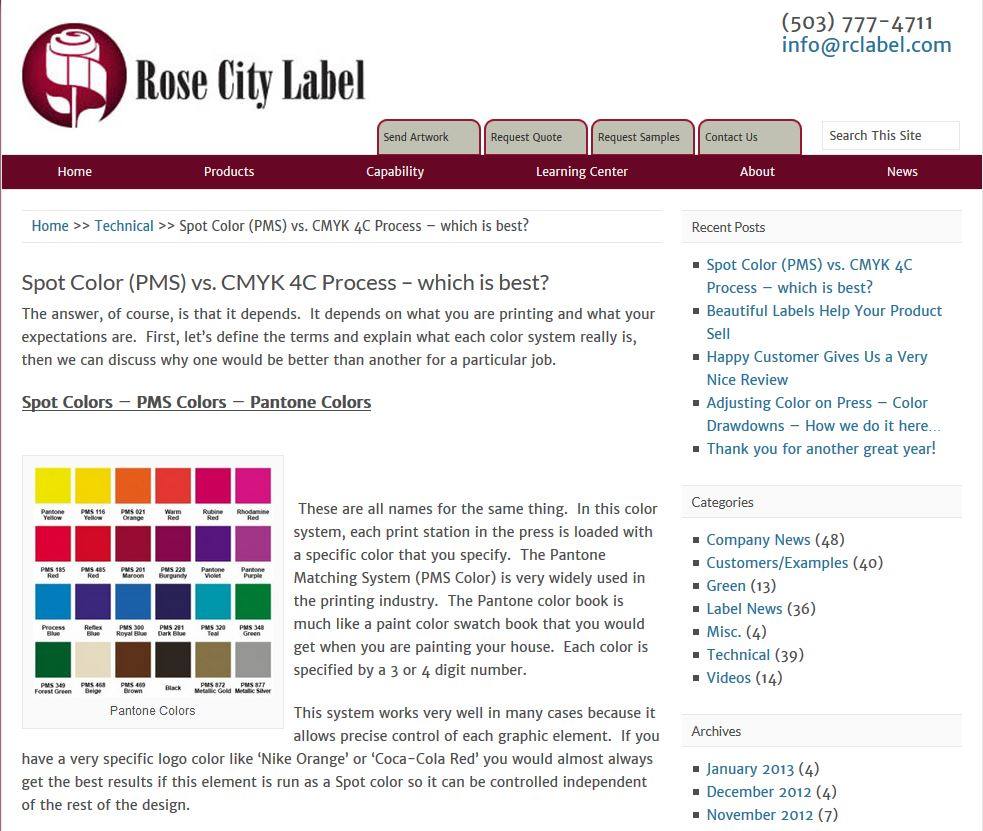 (503) 777-4711
info@rclabel.com
Rose City Label
Send Artwork
Request Quote
Request Samples
Contact Us
Search This Site
Home
Products
Capability
Learning Center
About
News
Home >> Technical >> Spot Color (PMS) vs. CMYK 4C Process – which is best?
Spot Color (PMS) vs. CMYK 4C Process – which is best?
The answer, of course, is that it depends. It depends on what you are printing and what your
expectations are. First, let’s define the terms and explain what each color system really is,
then we can discuss why one would be better than another for a particular job.
Spot Colors – PMS Colors – Pantone Colors
Pantone Yellow
PMS 116 Yellow
PMS 021 Orange
Warm Red
Rubine Red
Rhodamine Red
PMS 185 Red
PMS 485 Red
PMS 201 Maroon
PMS 228 Burgundy
Pantone Violet
Pantone Purple
Process Blue
Reflex Blue
PMS 300 Royal Blue
PMS 281 Dark Blue
PMS 320 Teal
PMS 348 Green
PMS 349 Forest Green
PMS 468 Beige
PMS 469 Brown
Black
PMS 872 Metallic Gold
PMS 877 Metallic Silver
Pantone Colors
These are all names for the same thing. In this color
system, each print station in the press is loaded with
a specific color that you specify. The Pantone
Matching System (PMS Color) is very widely used in
the printing industry. The Pantone color book is
much like a paint color swatch book that you would
get when you are painting your house. Each color is
specified by a 3 or 4 digit number.
This system works very well in many cases because it
allows precise control of each graphic element. If you
have a very specific logo color like ‘Nike Orange’ or ‘Coca-Cola Red’ you would almost always
get the best results if this element is run as a Spot color so it can be controlled independent
of the rest of the design.
Recent Posts
Spot Color (PMS) vs. CMYK 4C
Process – which is best?
Beautiful Labels Help Your Product
Sell
Happy Customer Gives Us a Very
Nice Review
Adjusting Color on Press – Color
Drawdowns – How we do it here…
Thank you for another great year!
Categories
Company News (48)
Customers/Examples (40)
Green (13)
Label News (36)
Misc. (4)
Technical (39)
Videos (14)
Archives
January 2013 (4)
December 2012 (4)
November 2012 (7)